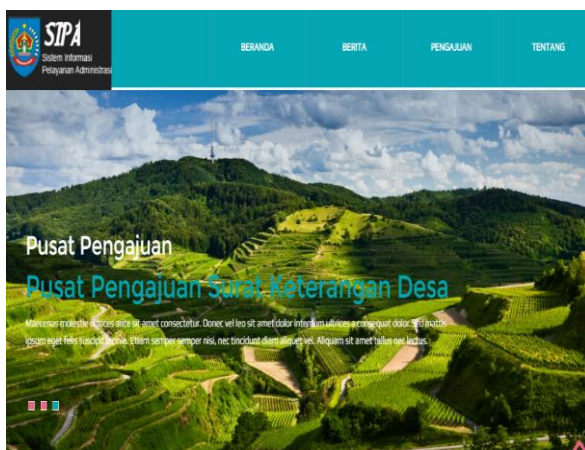 SIPA
Sistem Informasi
Pelayanan Administrasi
BERANDA BERITA PENGAJUAN TENTANG
Pusat Pengajuan
Pusat Pengajuan Surat Keterangan Desa
Maecenas molestie ultrices ante sit amet consectetur. Donec vel leo sit amet dolor interdum ultrices a consequat dolor. Sed mattis
ipsum eget felis suscipit lacinia. Etiam semper semper nisi, nec tincidunt diam aliquet vel. Aliquam sit amet tellus nec lectus.